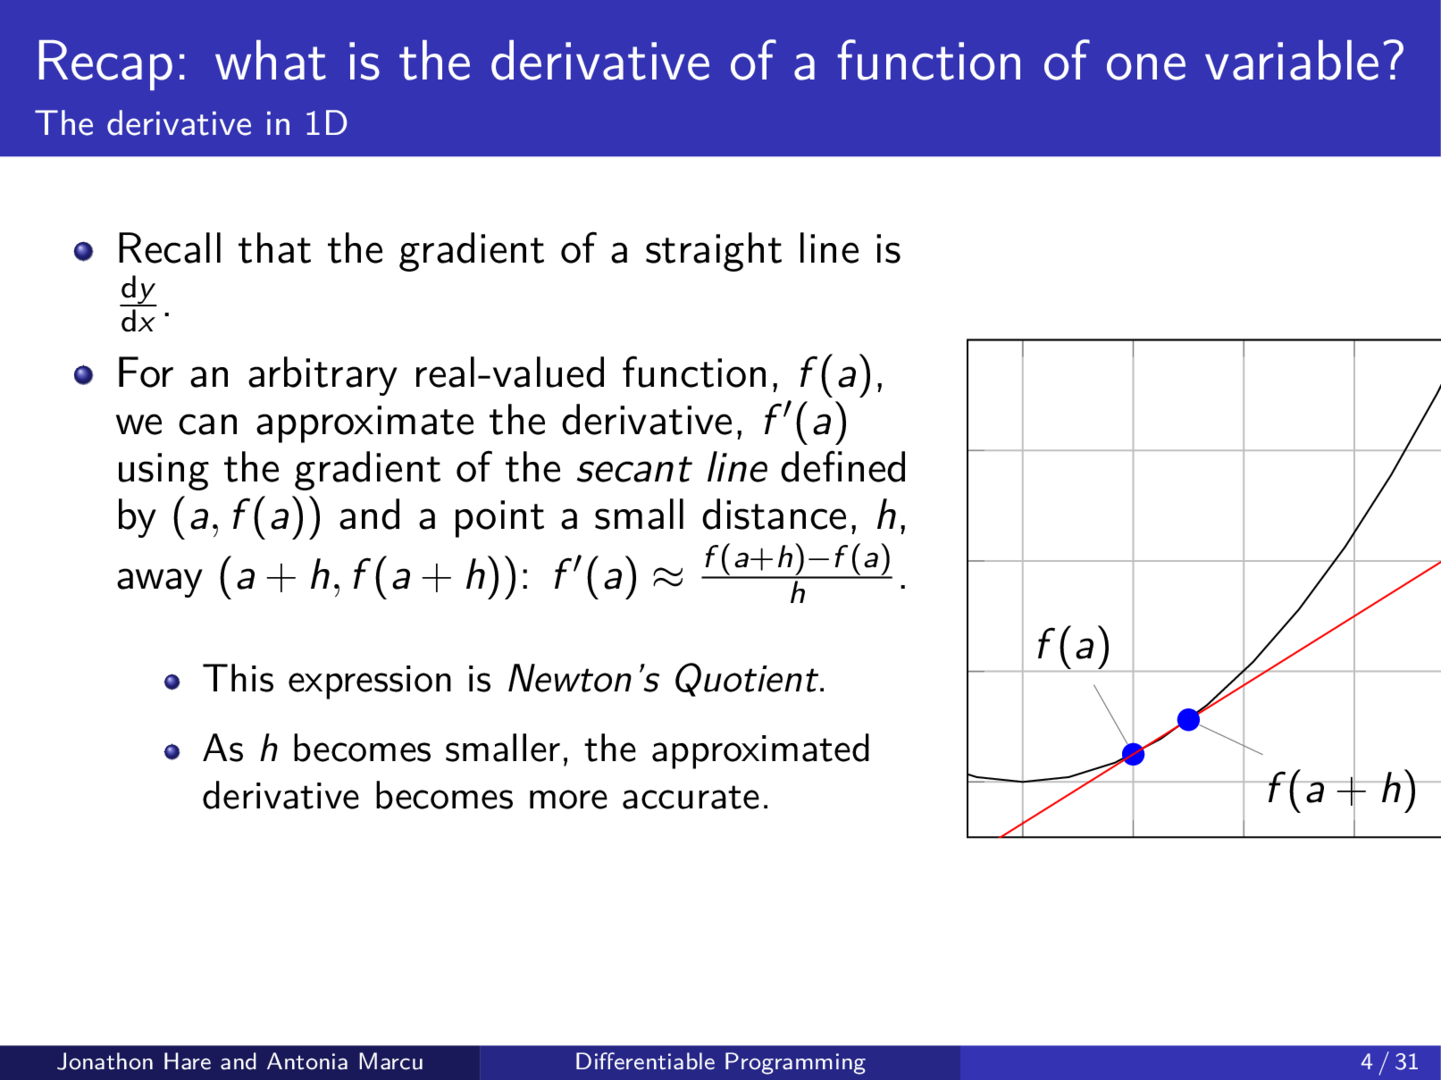 Recap: what is the derivative of a function of one variable?
The derivative in 1D
Recall that the gradient of a straight line is
dy/dx.
For an arbitrary real-valued function, f(a),
we can approximate the derivative, f′(a)
using the gradient of the secant line defined
by (a, f(a)) and a point a small distance, h,
away (a + h, f(a + h)): f′(a) ≈ f(a+h)−f(a)/h.
This expression is Newton's Quotient.
As h becomes smaller, the approximated
derivative becomes more accurate.
f(a)
f(a + h)
Jonathon Hare and Antonia Marcu
Differentiable Programming
4 / 31